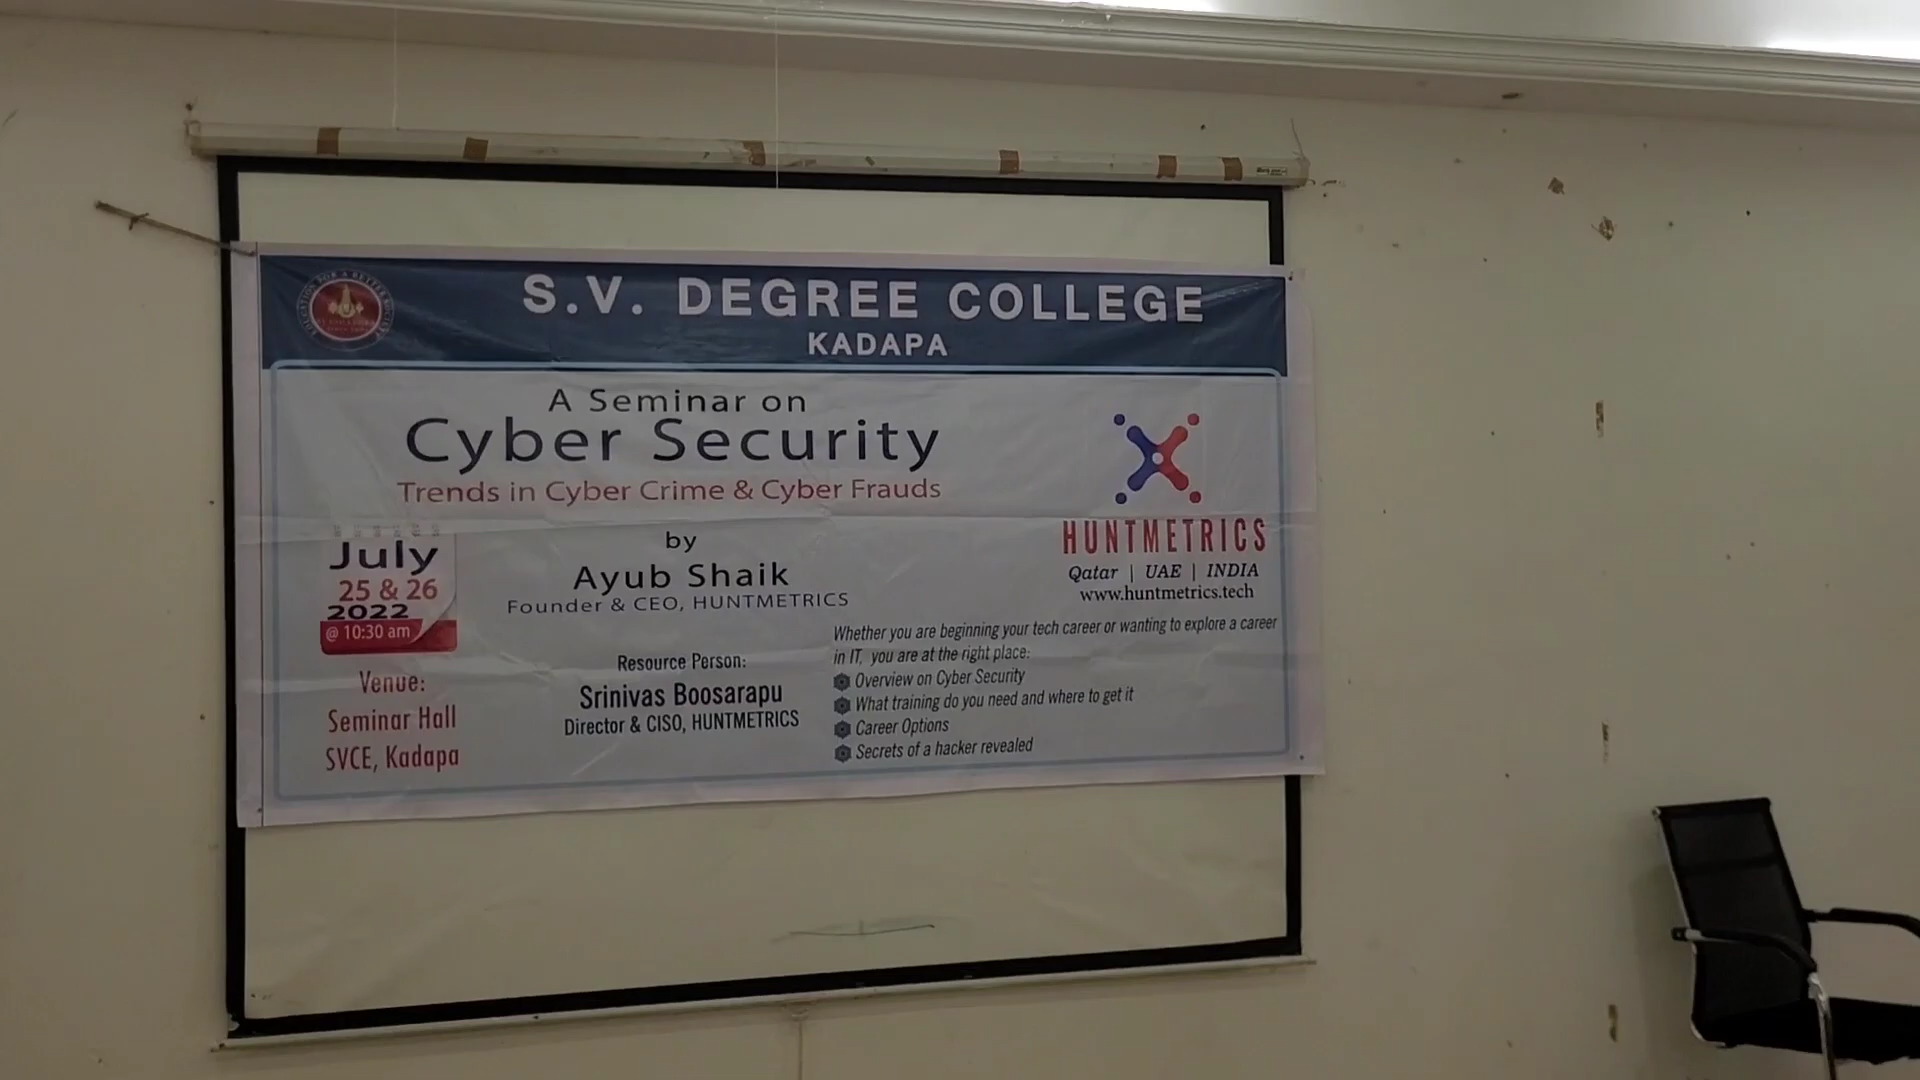 S.V. DEGREE COLLEGE
KADAPA
A Seminar on
Cyber Security
Trends in Cyber Crime & Cyber Frauds
by
Ayub Shaik
Founder & CEO, HUNTMETRICS
July
25 & 26
2022
@ 10:30 am
Venue:
Seminar Hall
SVCE, Kadapa
Resource Person:
Srinivas Boosarapu
Director & CISO, HUNTMETRICS
HUNTMETRICS
Qatar | UAE | INDIA
www.huntmetrics.tech
Whether you are beginning your tech career or wanting to explore a career
in IT, you are at the right place:
Overview on Cyber Security
What training do you need and where to get it
Career Options
Secrets of a hacker revealed